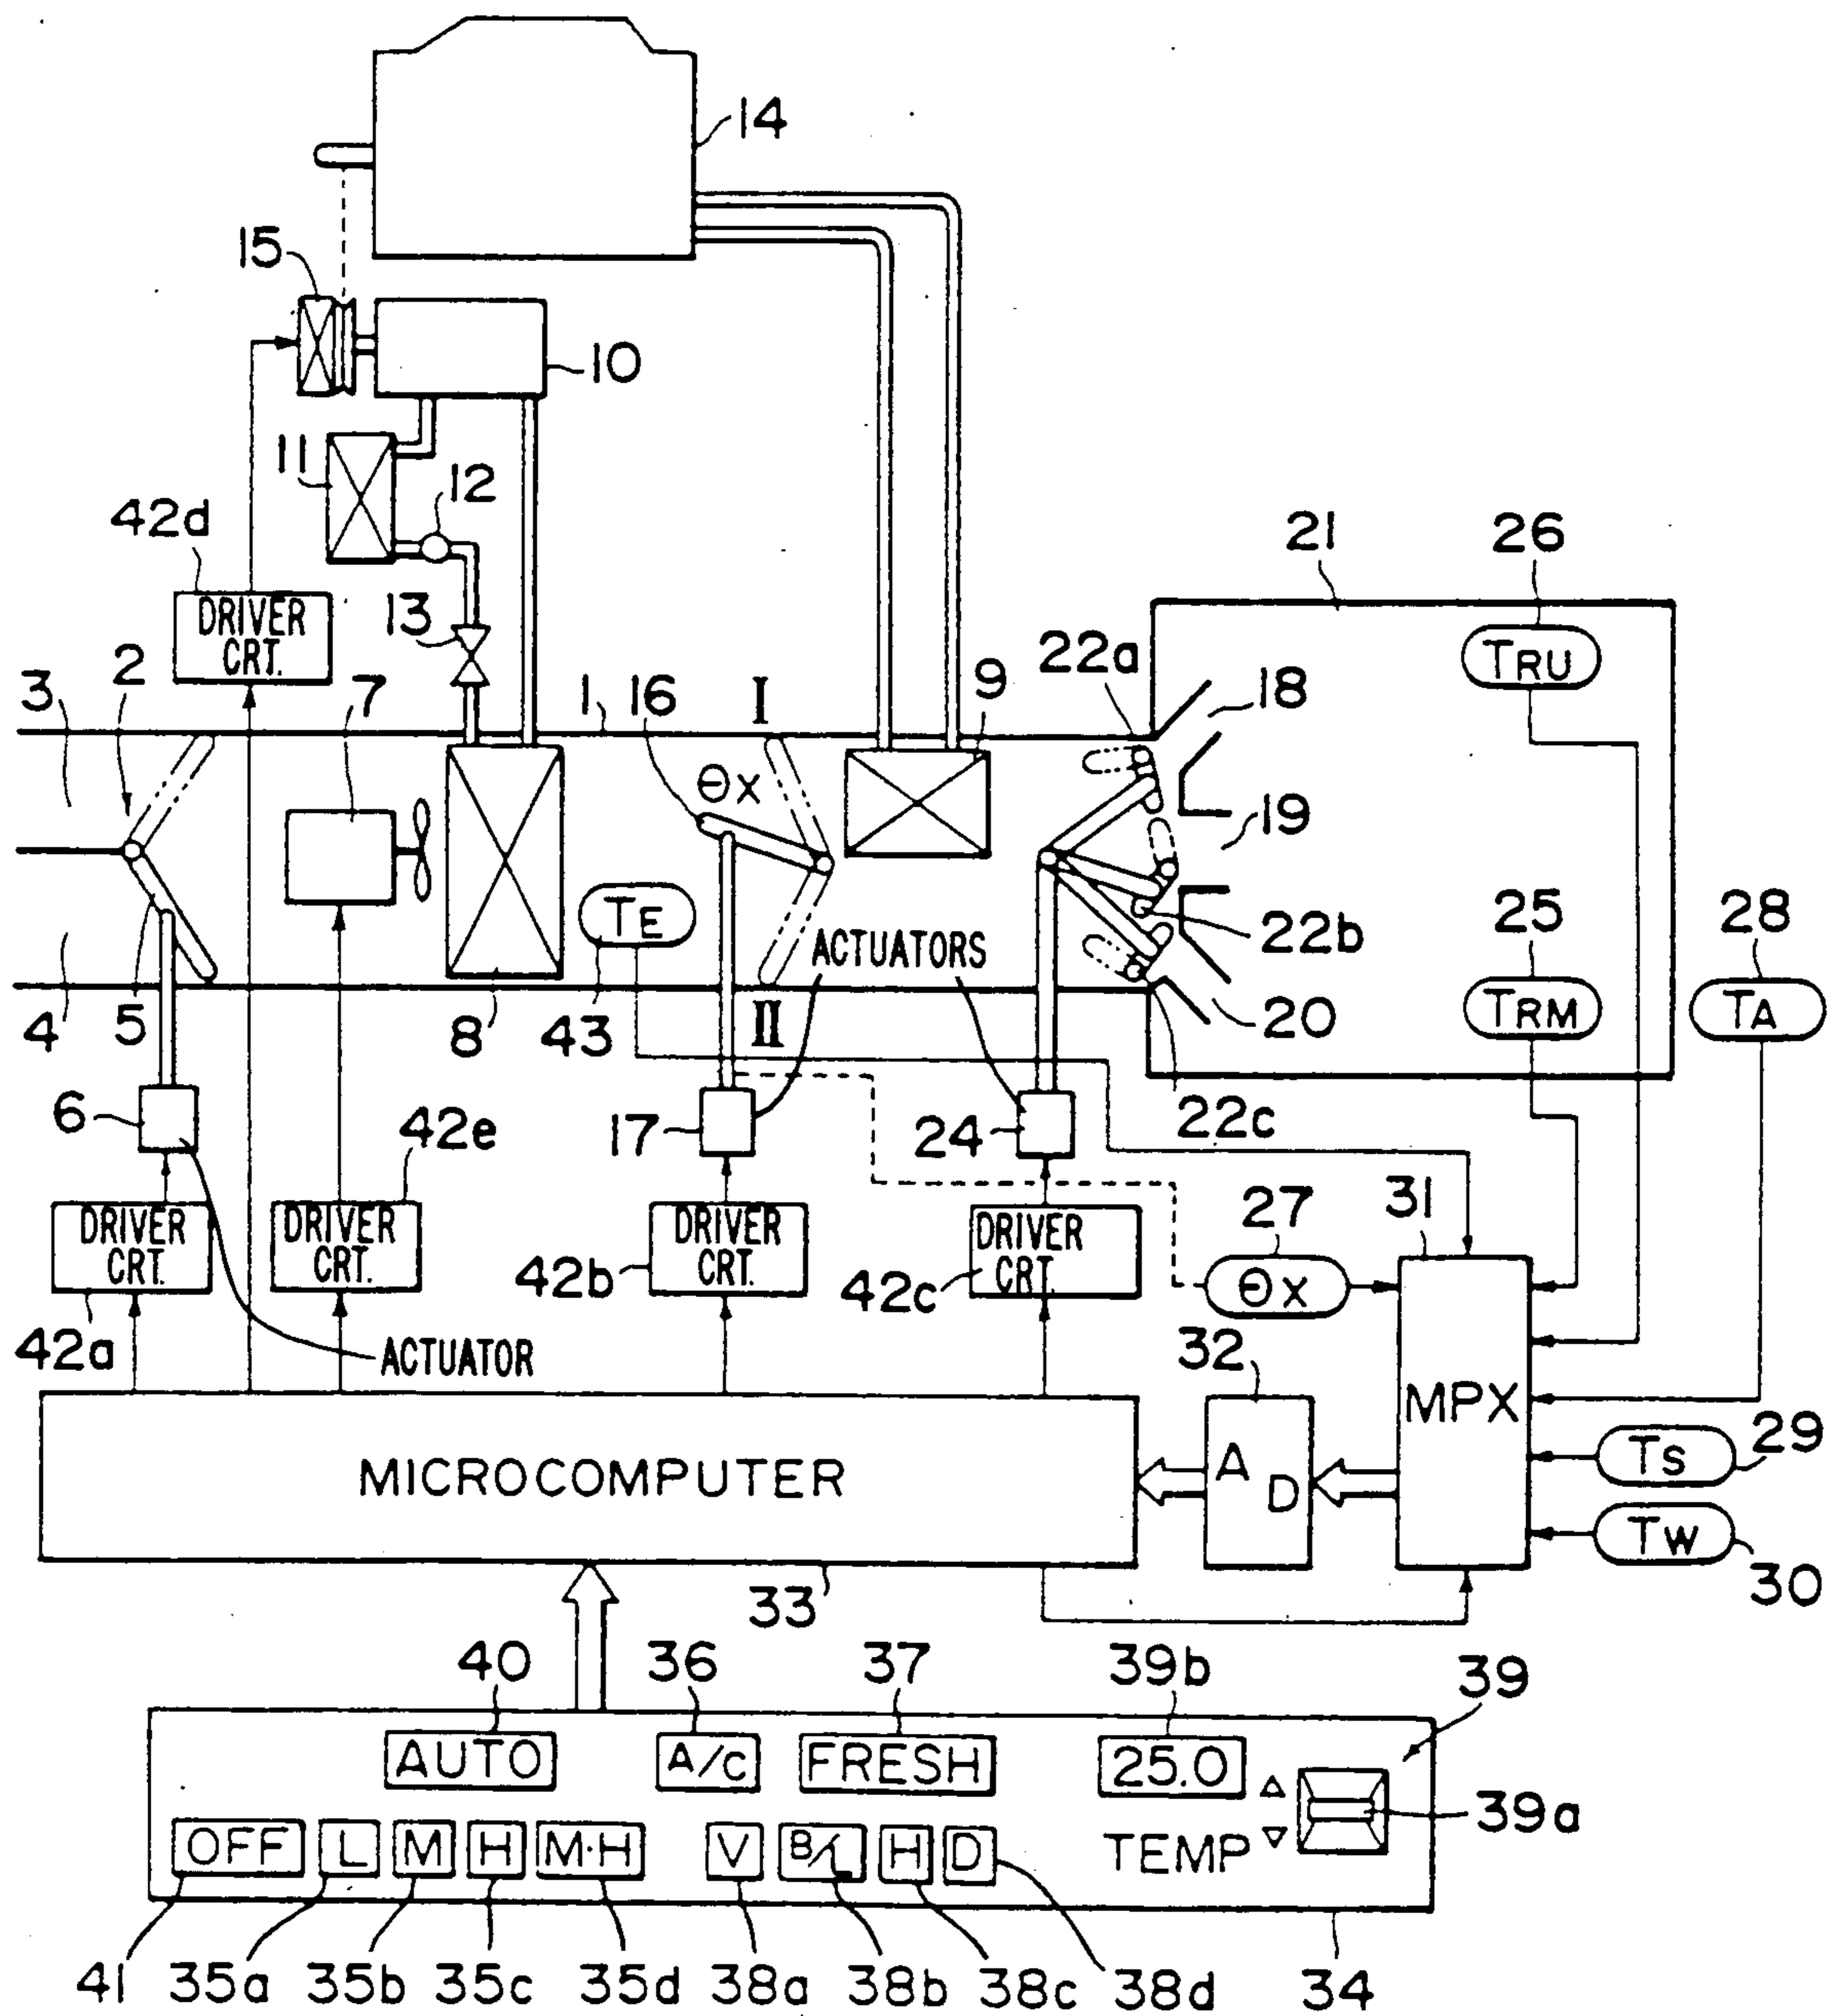 14
15
10
11
12
42d
21
26
DRIVER CRT.
13
TRU
22a
3
2
7
1
16
I
9
18
θx
19
TE
ACTUATORS
22b
25
28
4
5
8
43
II
20
TRM
TA
6
42e
17
24
22c
DRIVER CRT.
DRIVER CRT.
DRIVER CRT.
DRIVER CRT.
27
31
42b
42c
θx
42a
ACTUATOR
32
MPX
29
MICROCOMPUTER
A D
TS
TW
33
30
40
36
37
39b
39
AUTO
A/C
FRESH
25.0
39a
OFF
L
M
H
M·H
V
B/L
H
D
TEMP
41
35a
35b
35c
35d
38a
38b
38c
38d
34